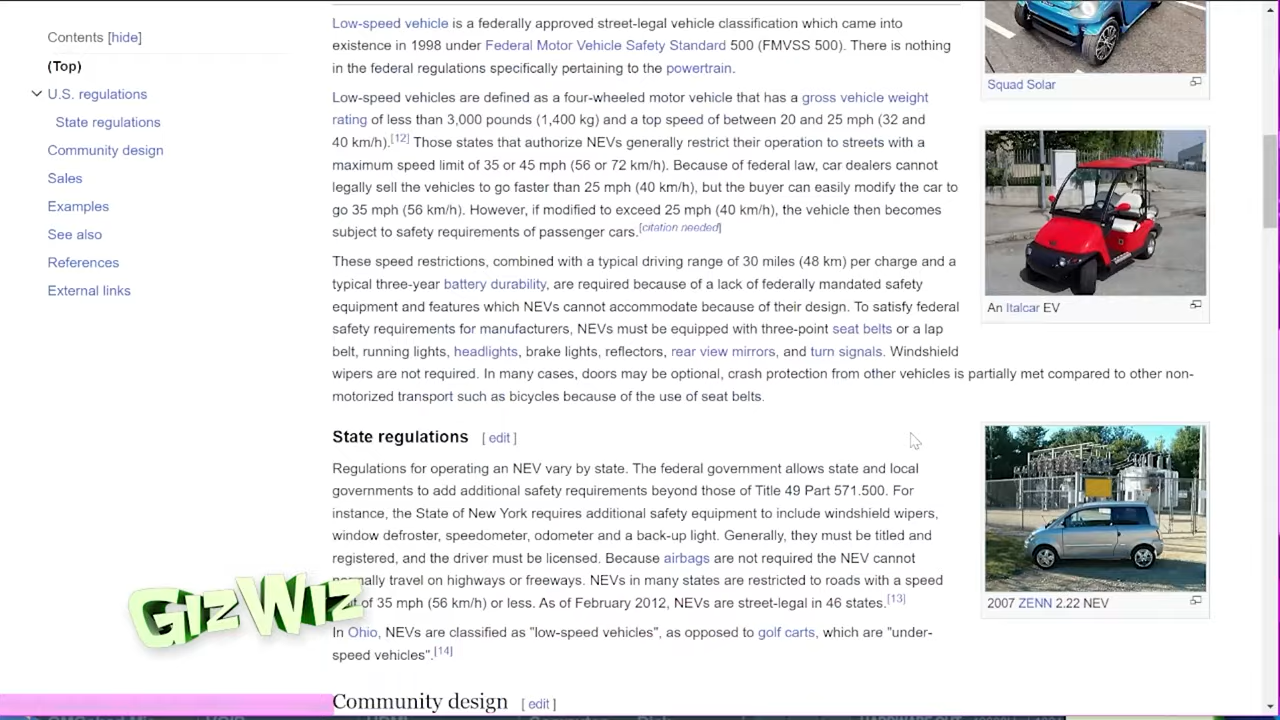 Contents [hide]
(Top)
U.S. regulations
State regulations
Community design
Sales
Examples
See also
References
External links
Low-speed vehicle is a federally approved street-legal vehicle classification which came into
existence in 1998 under Federal Motor Vehicle Safety Standard 500 (FMVSS 500). There is nothing
in the federal regulations specifically pertaining to the powertrain.
Low-speed vehicles are defined as a four-wheeled motor vehicle that has a gross vehicle weight
rating of less than 3,000 pounds (1,400 kg) and a top speed of between 20 and 25 mph (32 and
40 km/h).[12] Those states that authorize NEVs generally restrict their operation to streets with a
maximum speed limit of 35 or 45 mph (56 or 72 km/h). Because of federal law, car dealers cannot
legally sell the vehicles to go faster than 25 mph (40 km/h), but the buyer can easily modify the car to
go 35 mph (56 km/h). However, if modified to exceed 25 mph (40 km/h), the vehicle then becomes
subject to safety requirements of passenger cars.[citation needed]
These speed restrictions, combined with a typical driving range of 30 miles (48 km) per charge and a
typical three-year battery durability, are required because of a lack of federally mandated safety
equipment and features which NEVs cannot accommodate because of their design. To satisfy federal
safety requirements for manufacturers, NEVs must be equipped with three-point seat belts or a lap
belt, running lights, headlights, brake lights, reflectors, rear view mirrors, and turn signals. Windshield
wipers are not required. In many cases, doors may be optional, crash protection from other vehicles is partially met compared to other non-
motorized transport such as bicycles because of the use of seat belts.
State regulations [ edit ]
Regulations for operating an NEV vary by state. The federal government allows state and local
governments to add additional safety requirements beyond those of Title 49 Part 571.500. For
instance, the State of New York requires additional safety equipment to include windshield wipers,
window defroster, speedometer, odometer and a back-up light. Generally, they must be titled and
registered, and the driver must be licensed. Because airbags are not required the NEV cannot
normally travel on highways or freeways. NEVs in many states are restricted to roads with a speed
of 35 mph (56 km/h) or less. As of February 2012, NEVs are street-legal in 46 states.[13]
In Ohio, NEVs are classified as "low-speed vehicles", as opposed to golf carts, which are "under-
speed vehicles".[14]
Community design [ edit ]
Squad Solar
An Italcar EV
2007 ZENN 2.22 NEV
GizWiz